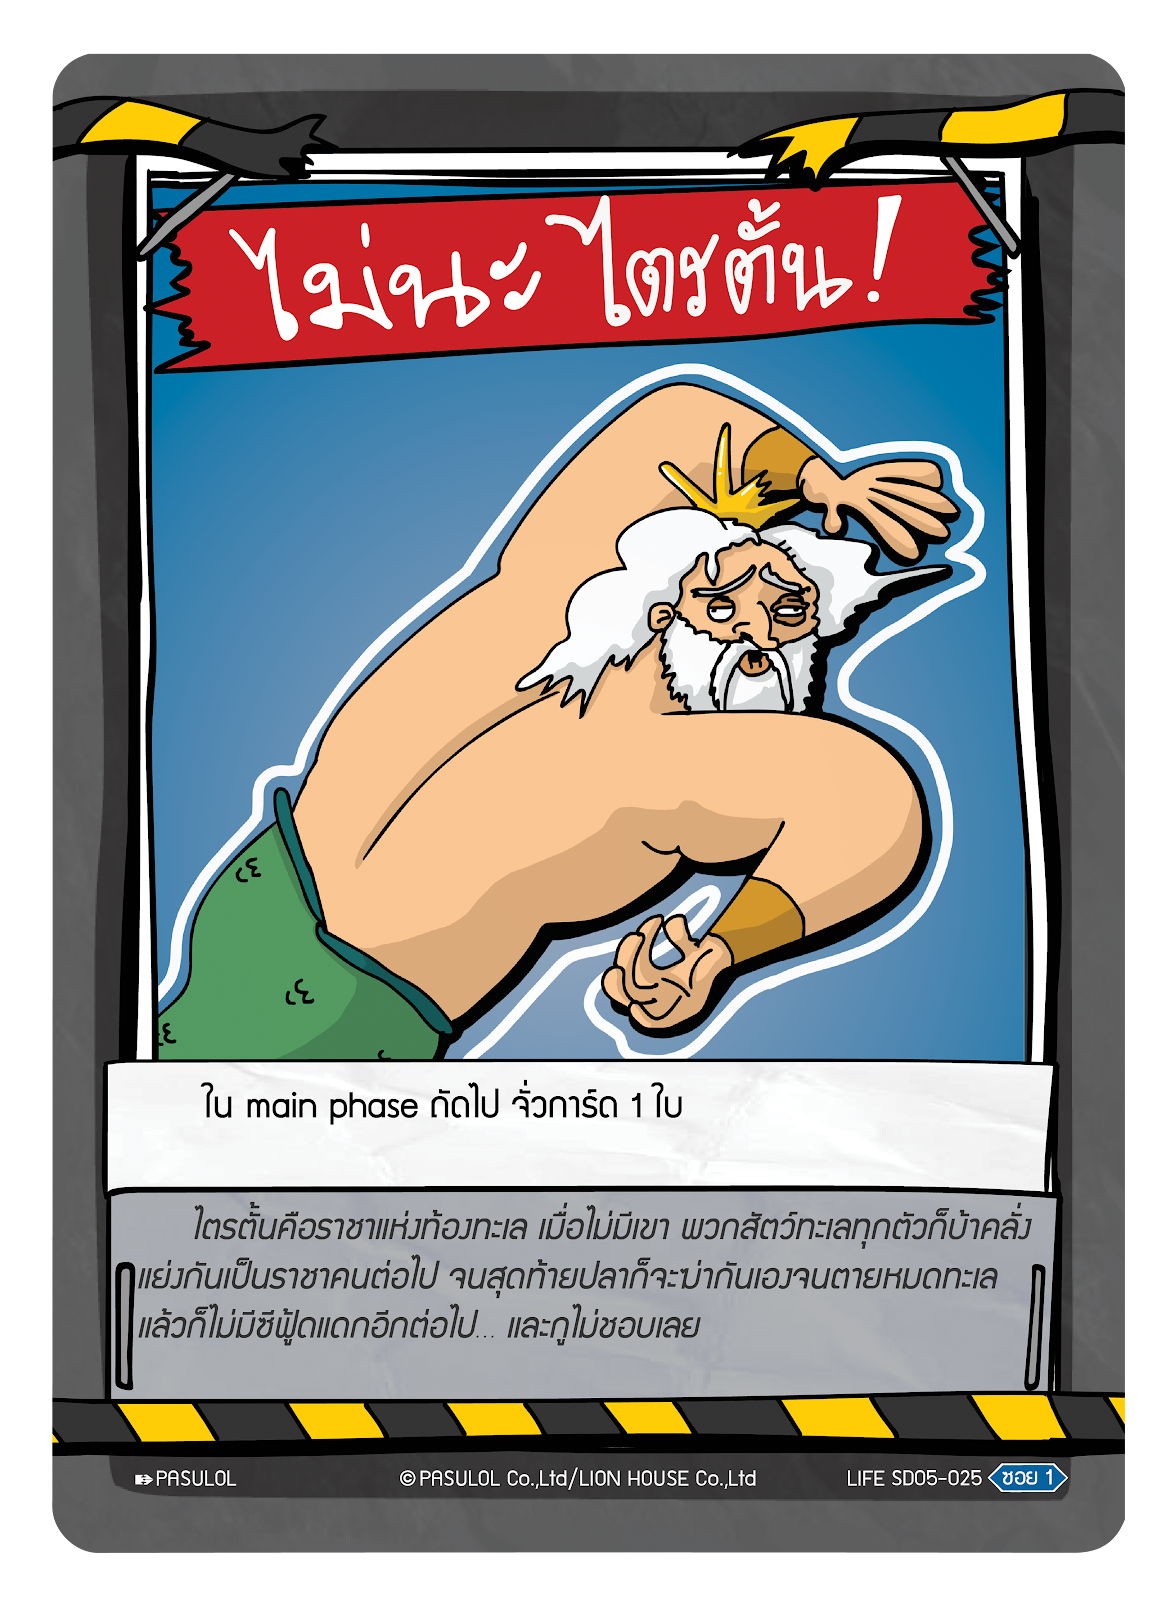 ไม่นะ ไตรตั้น!
ใน main phase ถัดไป จั่วการ์ด 1 ใบ
ไตรตั้นคือราชาแห่งท้องทะเล เมื่อไม่มีเขา พวกสัตว์ทะเลทุกตัวก็บ้าคลั่ง
แย่งกันเป็นราชาคนต่อไป จนสุดท้ายปลาก็จะฆ่ากันเองจนตายหมดทะเล
แล้วก็ไม่มีซีฟู้ดแดกอีกต่อไป... และกูไม่ชอบเลย
PASULOL
©PASULOL Co.,Ltd/LION HOUSE Co.,Ltd
LIFE SD05-025 ซอย 1